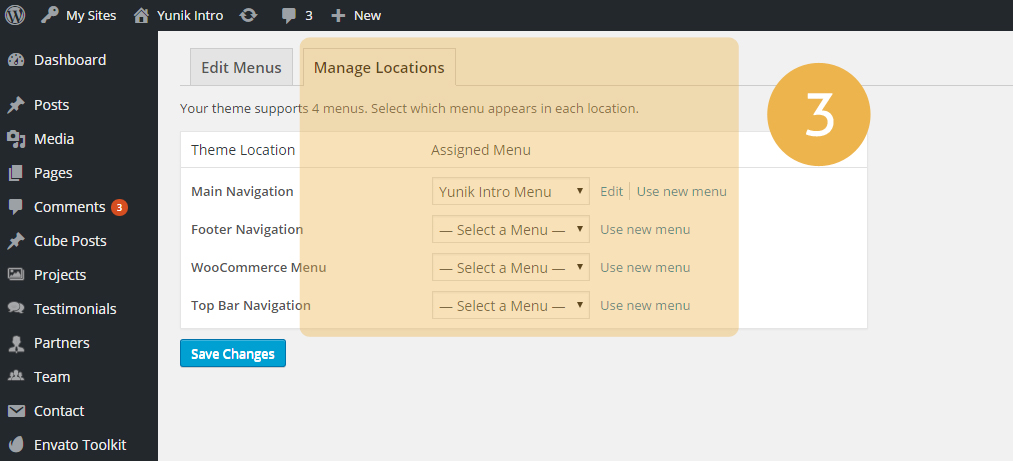 My Sites Yunik Intro 3 New
Dashboard
Posts
Media
Pages
Comments 3
Cube Posts
Projects
Testimonials
Partners
Team
Contact
Envato Toolkit
Edit Menus Manage Locations
Your theme supports 4 menus. Select which menu appears in each location.
Theme Location Assigned Menu
Main Navigation Yunik Intro Menu Edit Use new menu
Footer Navigation — Select a Menu — Use new menu
WooCommerce Menu — Select a Menu — Use new menu
Top Bar Navigation — Select a Menu — Use new menu
Save Changes
3